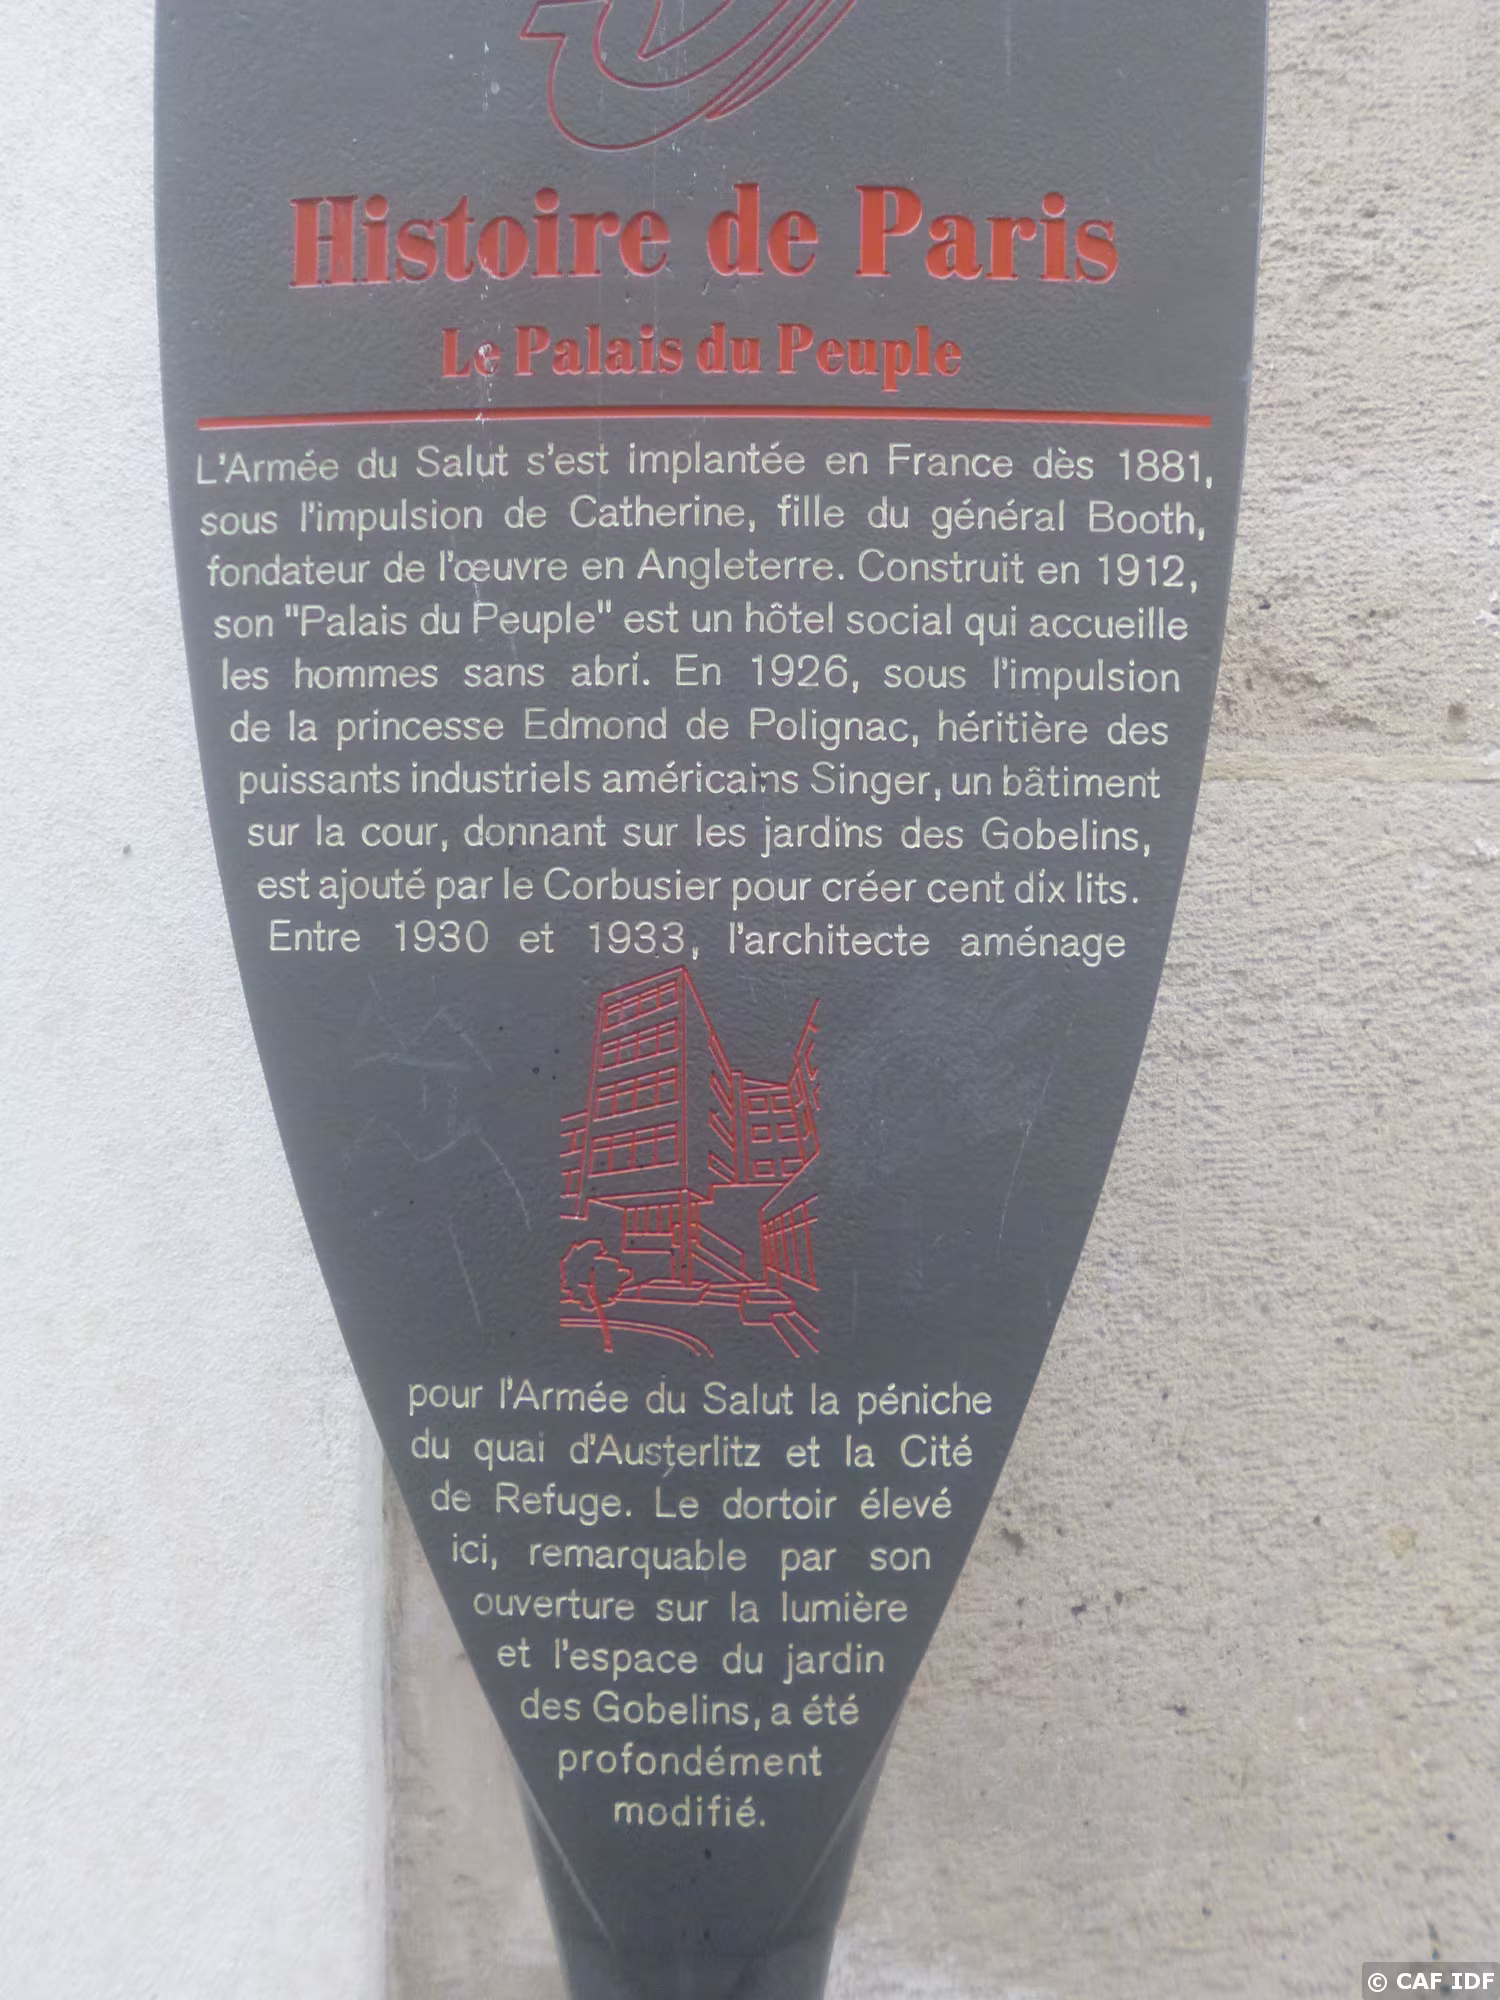 Histoire de Paris
Le Palais du Peuple
L'Armée du Salut s'est implantée en France dès 1881,
sous l'impulsion de Catherine, fille du général Booth,
fondateur de l'œuvre en Angleterre. Construit en 1912,
son "Palais du Peuple" est un hôtel social qui accueille
les hommes sans abri. En 1926, sous l'impulsion
de la princesse Edmond de Polignac, héritière des
puissants industriels américains Singer, un bâtiment
sur la cour, donnant sur les jardins des Gobelins,
est ajouté par le Corbusier pour créer cent dix lits.
Entre 1930 et 1933, l'architecte aménage
pour l'Armée du Salut la péniche
du quai d'Austerlitz et la Cité
de Refuge. Le dortoir élevé
ici, remarquable par son
ouverture sur la lumière
et l'espace du jardin
des Gobelins, a été
profondément
modifié.
© CAF IDF